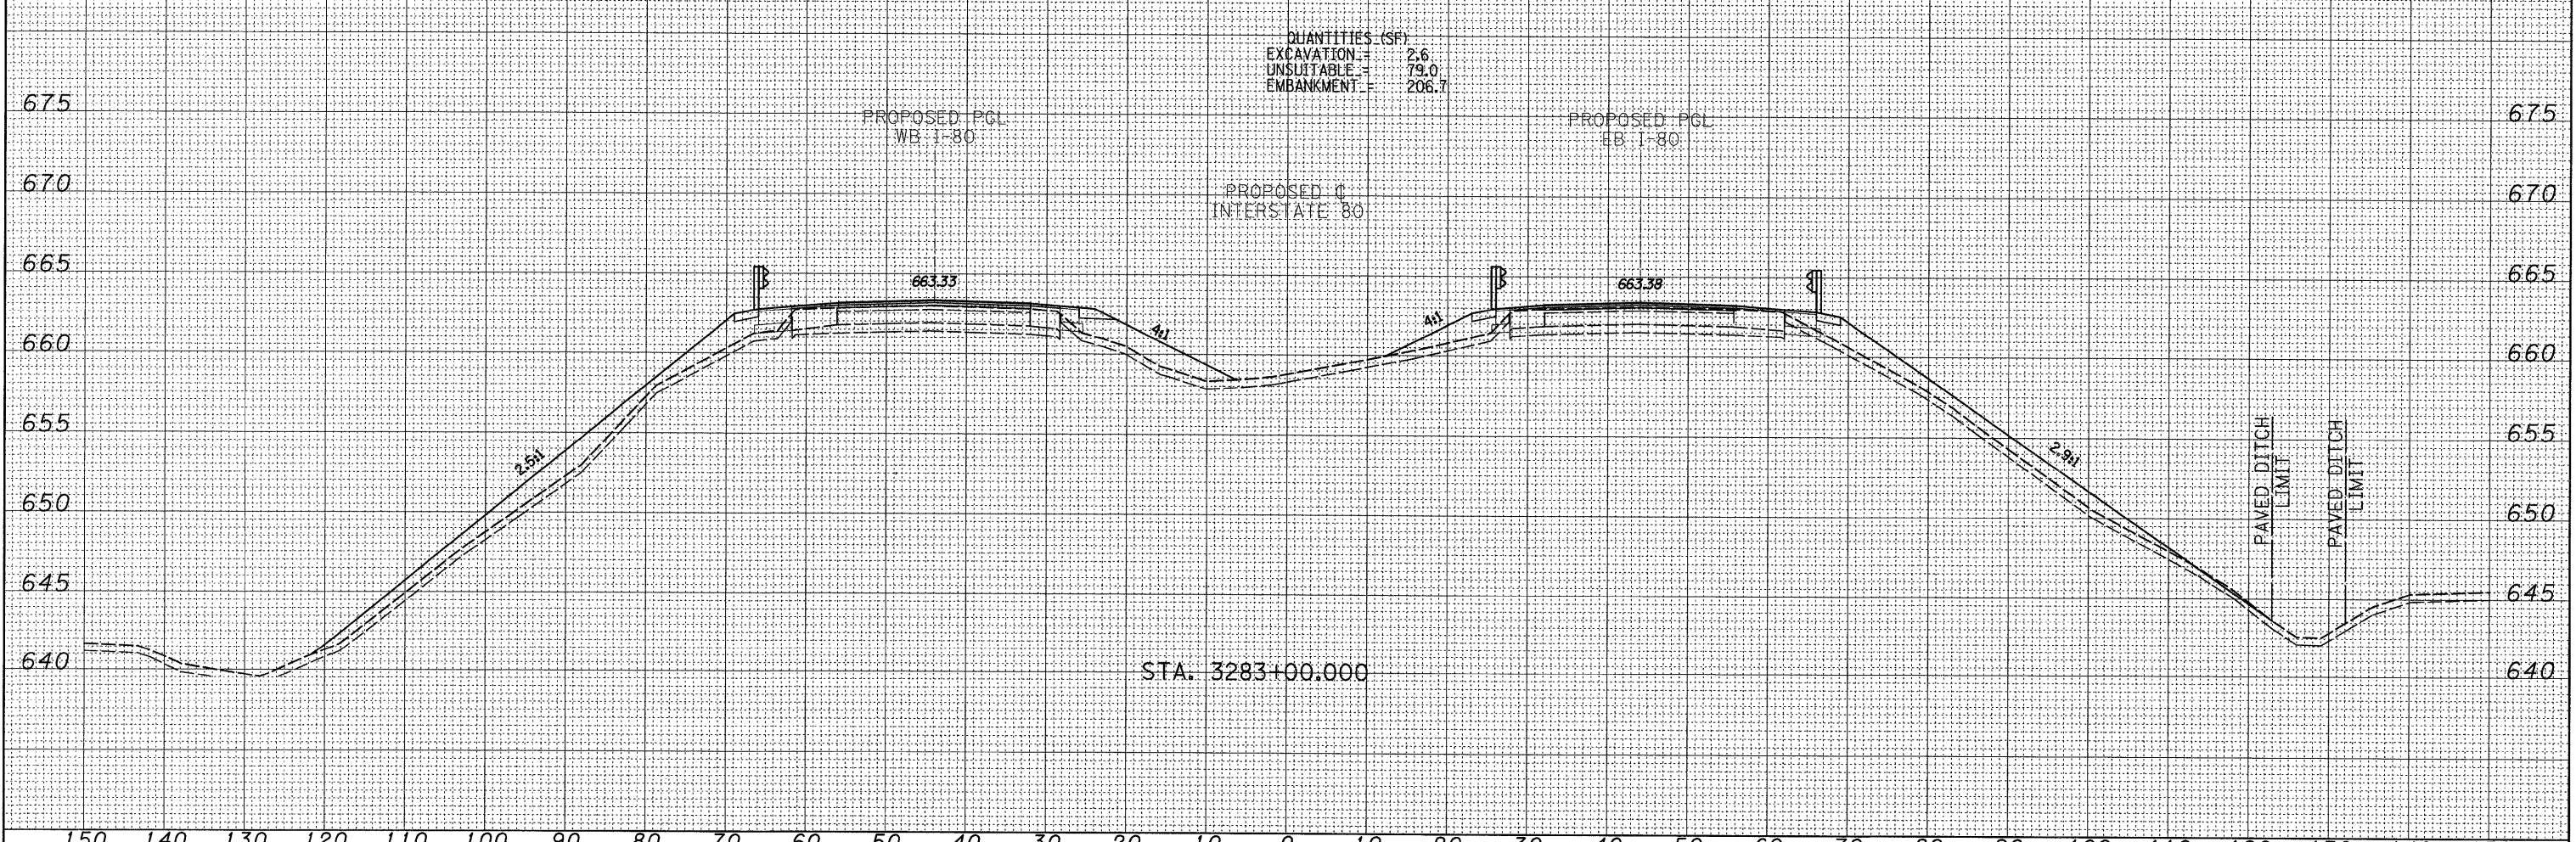 QUANTITIES (SF)
EXCAVATION = 2.6
UNSUITABLE = 79.0
EMBANKMENT = 206.7
675
675
PROPOSED PGL
WB I-80
PROPOSED PGL
EB I-80
670
670
PROPOSED ℄
INTERSTATE 80
665
665
663.33
663.38
4:1
4:1
660
660
655
655
2.5:1
2.9:1
PAVED DITCH
LIMIT
PAVED DITCH
LIMIT
650
650
645
645
640
640
STA. 3283+00.000
150 140 130 120 110 100 90 80 70 60 50 40 30 20 10 0 10 20 30 40 50 60 70 80 90 100 110 120 130